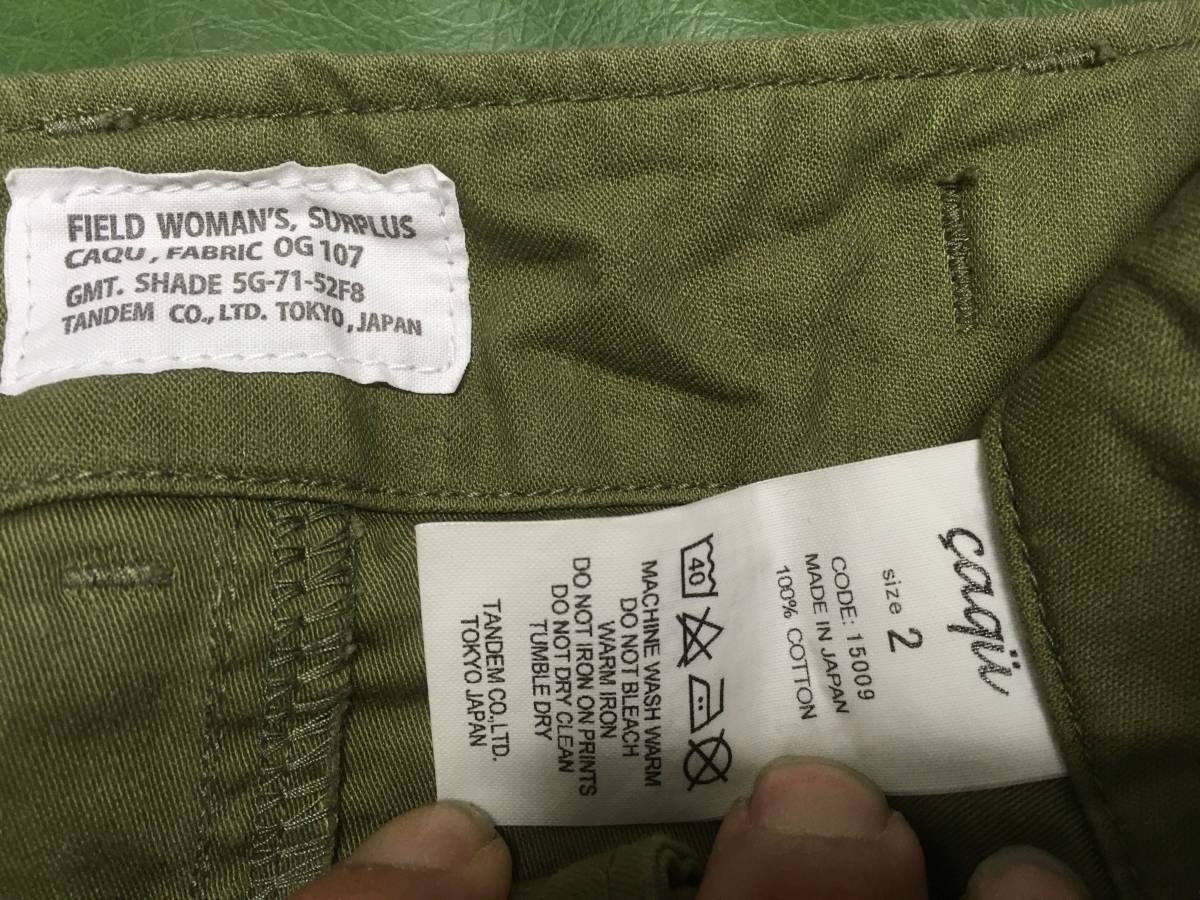 FIELD WOMAN'S, SURPLUS
CAQU, FABRIC OG 107
GMT. SHADE 5G-71-52F8
TANDEM CO., LTD. TOKYO, JAPAN
çaqü
size 2
CODE: 15009
MADE IN JAPAN
100% COTTON
40
MACHINE WASH WARM
DO NOT BLEACH
WARM IRON
DO NOT IRON ON PRINTS
DO NOT DRY CLEAN
TUMBLE DRY
TANDEM CO.,LTD.
TOKYO JAPAN